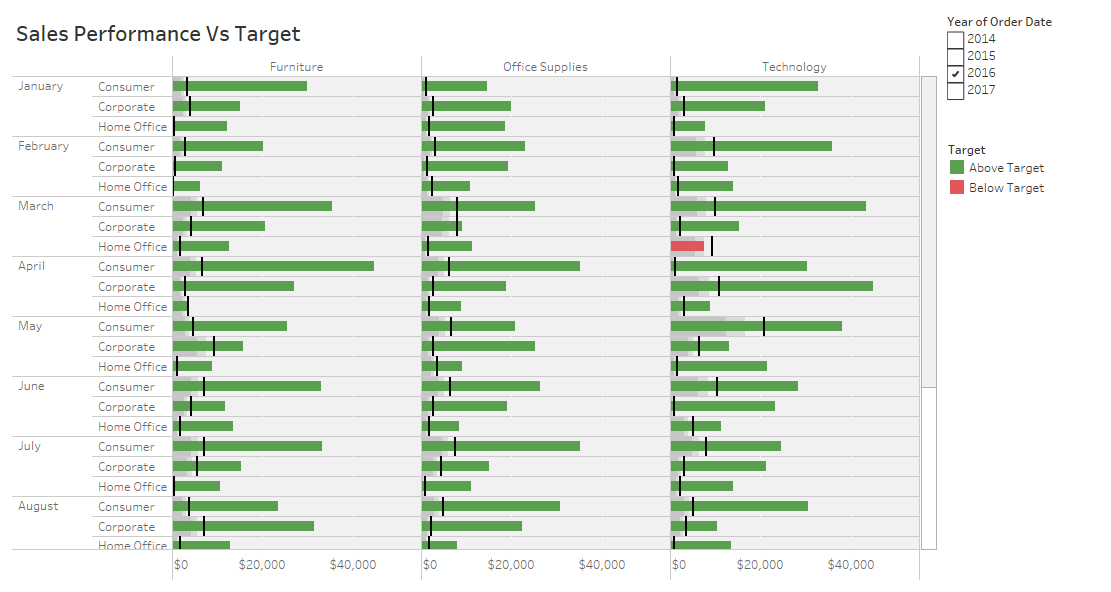 Sales Performance Vs Target
Year of Order Date
2014
2015
2016
2017
Target
Above Target
Below Target
Furniture Office Supplies Technology
January Consumer
Corporate
Home Office
February Consumer
Corporate
Home Office
March Consumer
Corporate
Home Office
April Consumer
Corporate
Home Office
May Consumer
Corporate
Home Office
June Consumer
Corporate
Home Office
July Consumer
Corporate
Home Office
August Consumer
Corporate
Home Office
$0 $20,000 $40,000 $0 $20,000 $40,000 $0 $20,000 $40,000